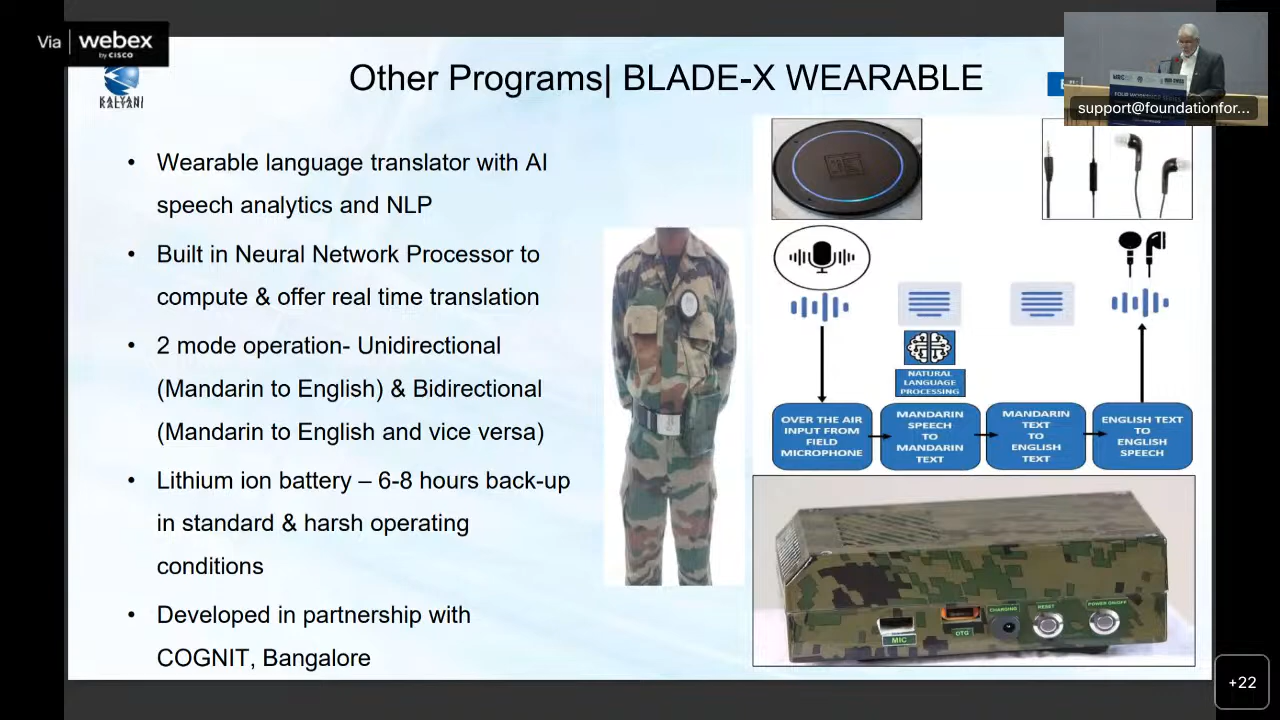 Via webex
by CISCO
KALYANI
Other Programs| BLADE-X WEARABLE
support@foundationfor...
• Wearable language translator with AI
speech analytics and NLP
• Built in Neural Network Processor to
compute & offer real time translation
• 2 mode operation- Unidirectional
(Mandarin to English) & Bidirectional
(Mandarin to English and vice versa)
• Lithium ion battery – 6-8 hours back-up
in standard & harsh operating
conditions
• Developed in partnership with
COGNIT, Bangalore
NATURAL
LANGUAGE
PROCESSING
OVER THE AIR
INPUT FROM
FIELD
MICROPHONE
MANDARIN
SPEECH
TO
MANDARIN
TEXT
MANDARIN
TEXT
TO
ENGLISH
TEXT
ENGLISH TEXT
TO
ENGLISH
SPEECH
MIC
OTG
CHARGING
RESET
POWER ON/OFF
+22